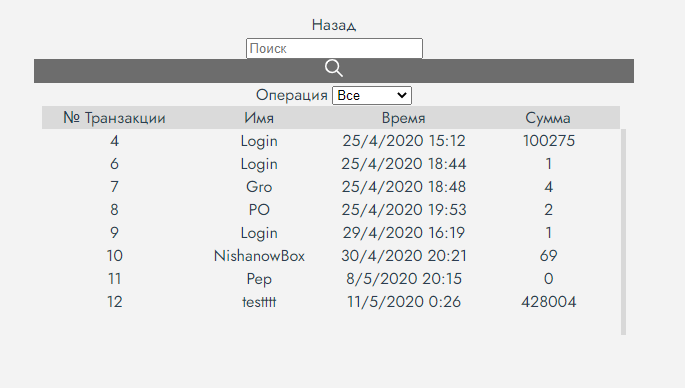 Назад
Поиск
Операция Все
№ Транзакции Имя Время Сумма
4 Login 25/4/2020 15:12 100275
6 Login 25/4/2020 18:44 1
7 Gro 25/4/2020 18:48 4
8 PO 25/4/2020 19:53 2
9 Login 29/4/2020 16:19 1
10 NishanowBox 30/4/2020 20:21 69
11 Pep 8/5/2020 20:15 0
12 testttt 11/5/2020 0:26 428004